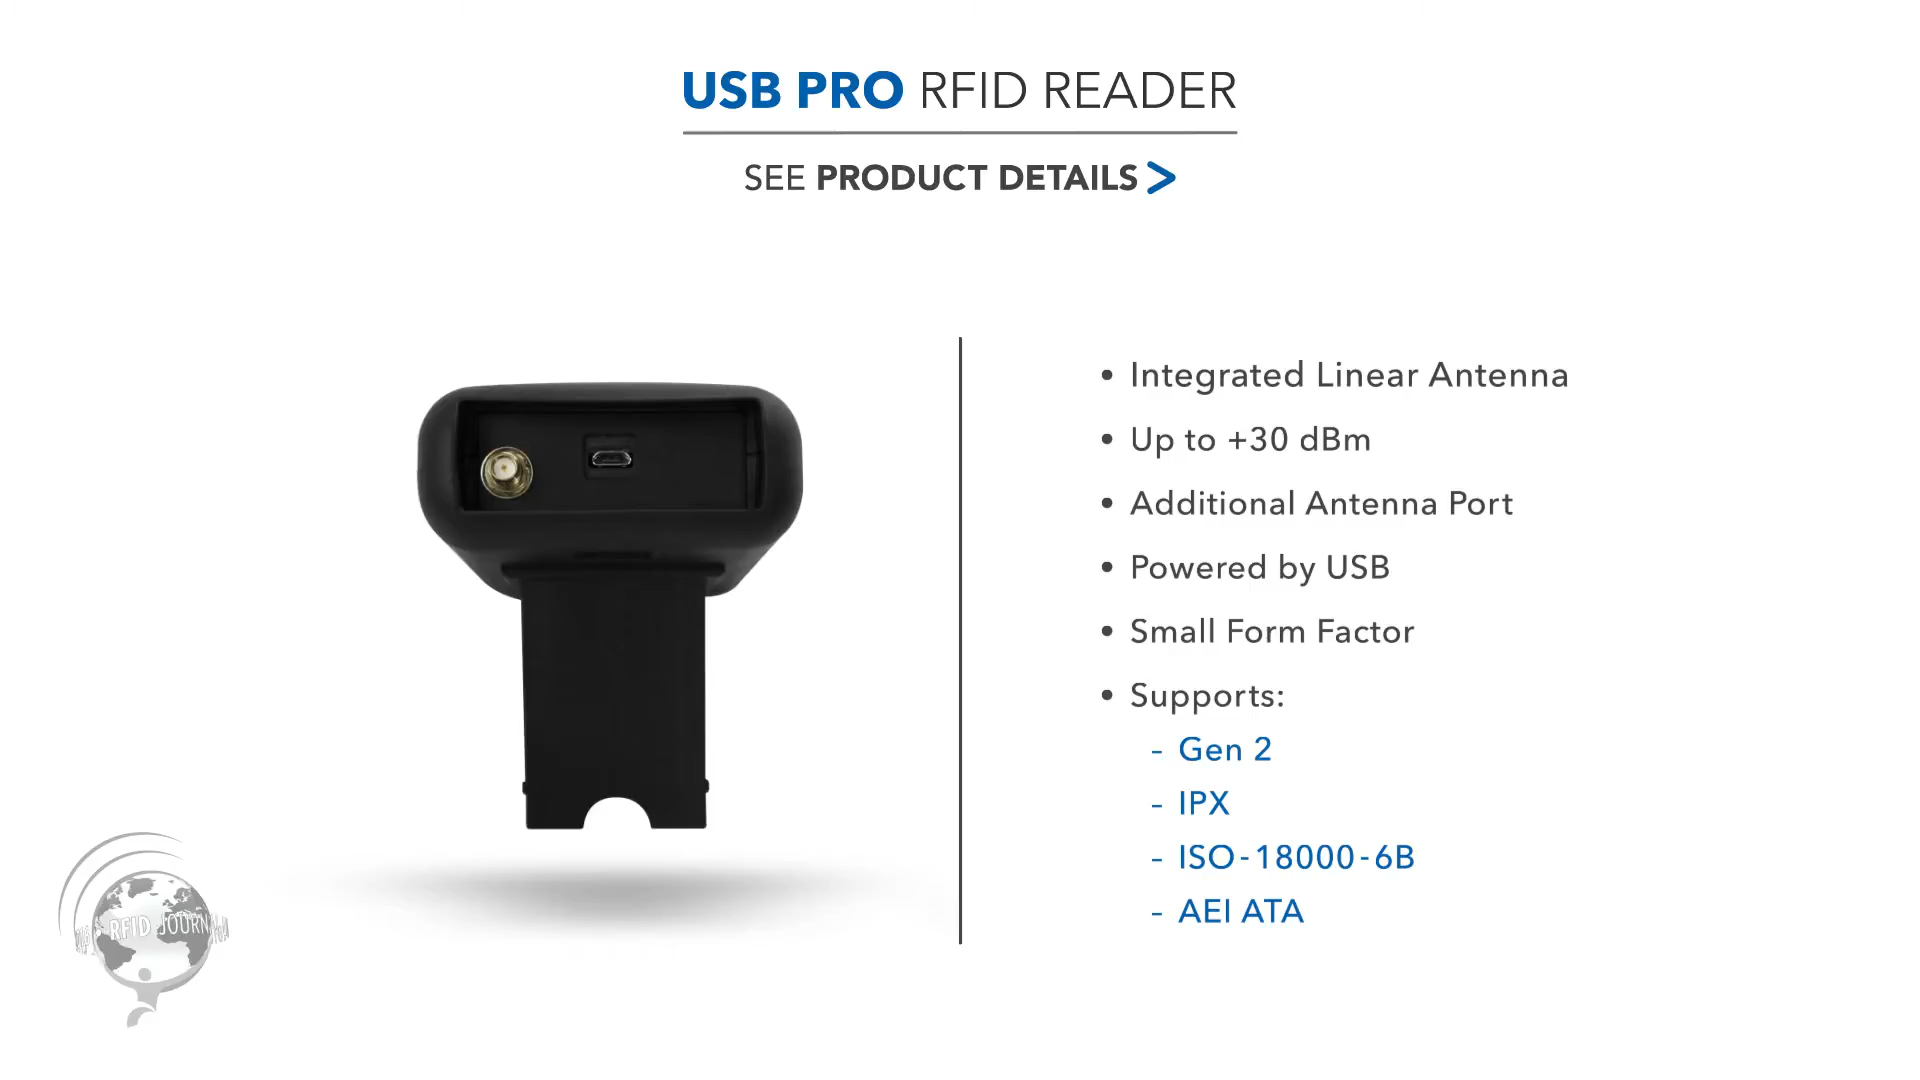 USB PRO RFID READER
SEE PRODUCT DETAILS >
• Integrated Linear Antenna
• Up to +30 dBm
• Additional Antenna Port
• Powered by USB
• Small Form Factor
• Supports:
- Gen 2
- IPX
- ISO-18000-6B
- AEI ATA
RFID JOURNAL